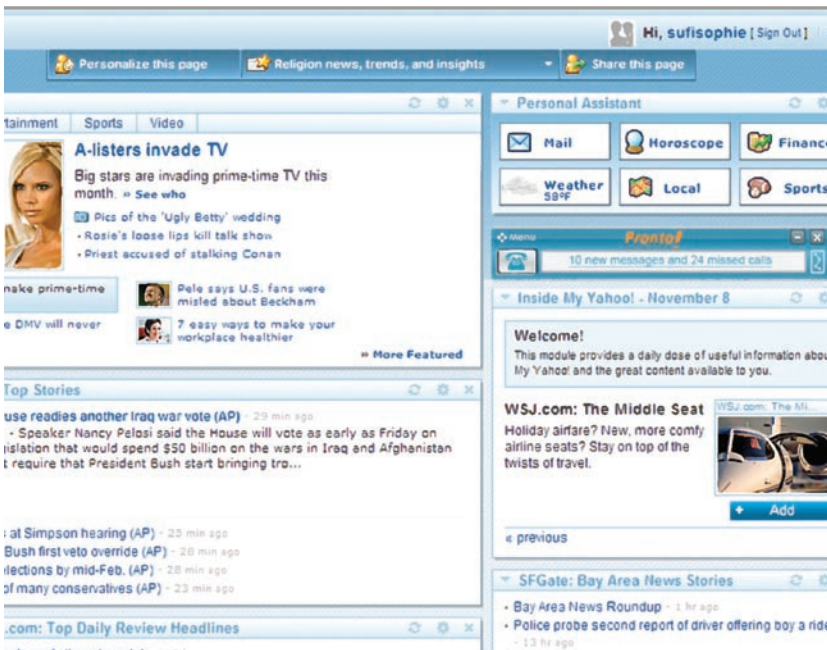 Hi, sufisophie [ Sign Out ]
Personalize this page
Religion news, trends, and insights
Share this page
tainment Sports Video
A-listers invade TV
Big stars are invading prime-time TV this
month. » See who
Pics of the 'Ugly Betty' wedding
• Rosie's loose lips kill talk show
• Priest accused of stalking Conan
make prime-time
Pele says U.S. fans were
misled about Beckham
e DMV will never
7 easy ways to make your
workplace healthier
» More Featured
Top Stories
use readies another Iraq war vote (AP) - 29 min ago
- Speaker Nancy Pelosi said the House will vote as early as Friday on
gislation that would spend $50 billion on the wars in Iraq and Afghanistan
t require that President Bush start bringing tro...
s at Simpson hearing (AP) - 25 min ago
Bush first veto override (AP) - 28 min ago
lections by mid-Feb. (AP) - 28 min ago
of many conservatives (AP) - 23 min ago
.com: Top Daily Review Headlines
Personal Assistant
Mail
Horoscope
Finance
Weather
59°F
Local
Sports
Menu
Pronto!
10 new messages and 24 missed calls
Inside My Yahoo! - November 8
Welcome!
This module provides a daily dose of useful information abou
My Yahoo! and the great content available to you.
WSJ.com: The Middle Seat
WSJ.com: The Mi...
Holiday airfare? New, more comfy
airline seats? Stay on top of the
twists of travel.
+ Add
« previous
SFGate: Bay Area News Stories
• Bay Area News Roundup - 1 hr ago
• Police probe second report of driver offering boy a ride
- 13 hr ago